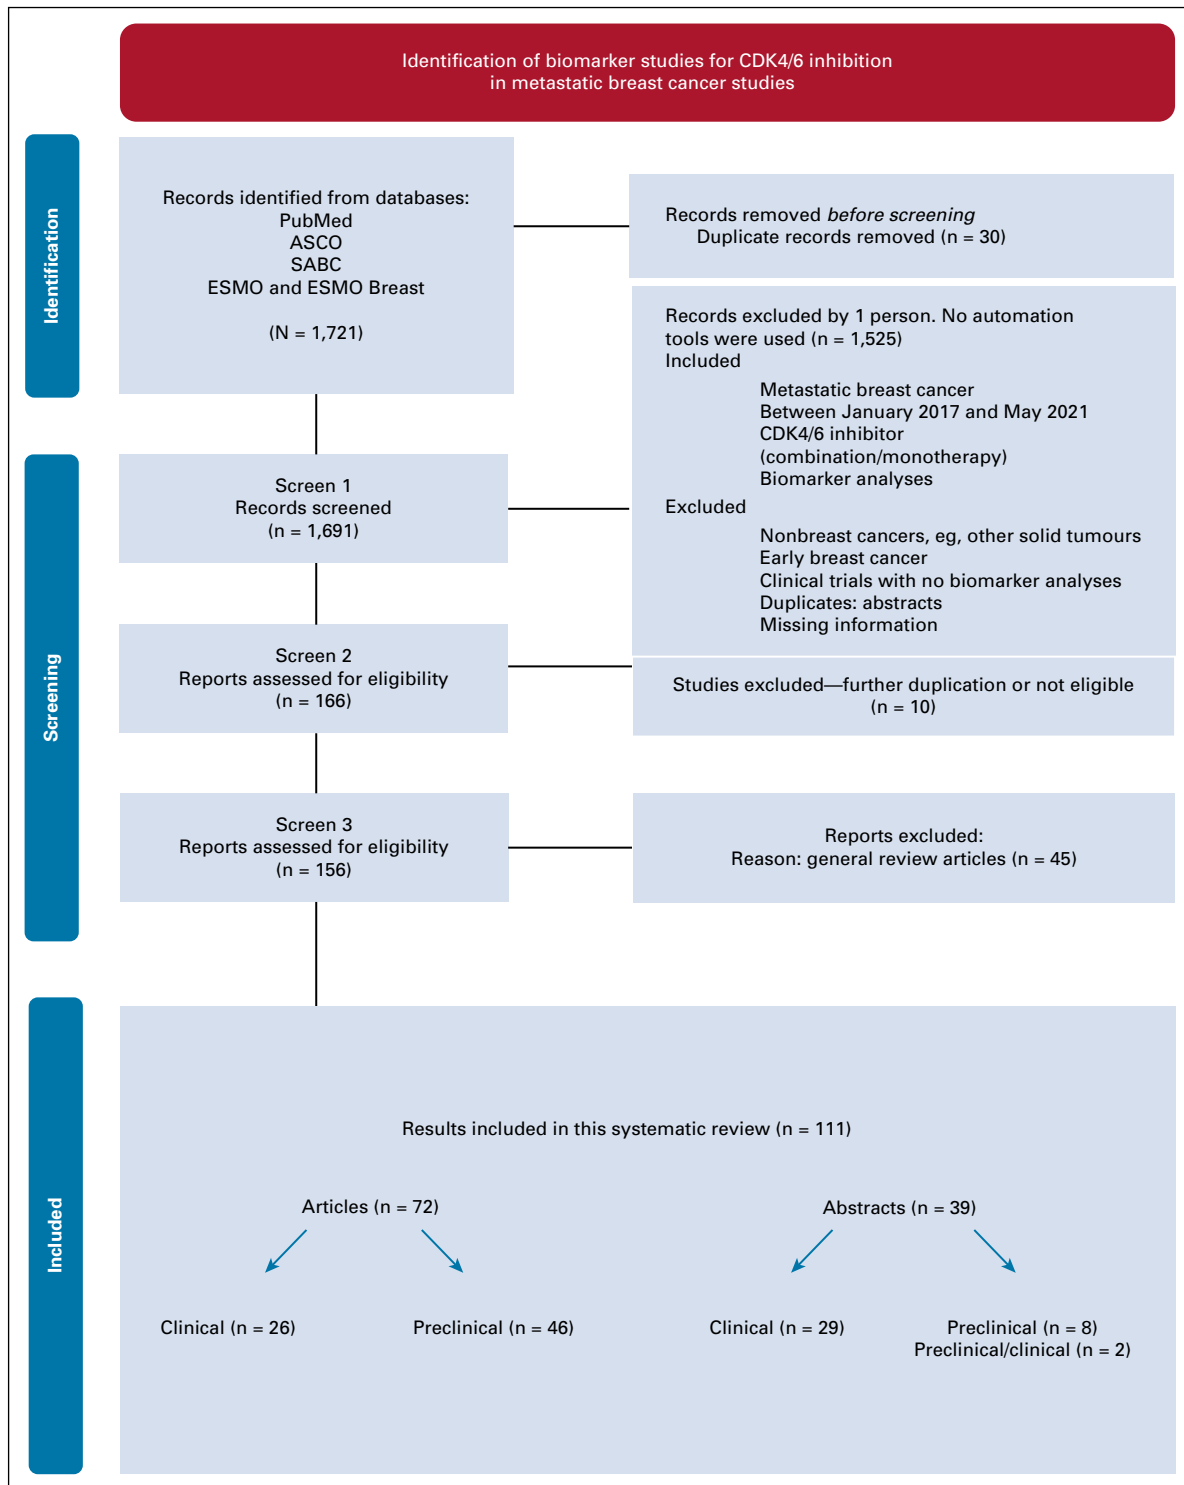 Identification of biomarker studies for CDK4/6 inhibition
in metastatic breast cancer studies
Identification
Records identified from databases:
PubMed
ASCO
SABC
ESMO and ESMO Breast
(N = 1,721)
Records removed before screening
Duplicate records removed (n = 30)
Records excluded by 1 person. No automation
tools were used (n = 1,525)
Included
Metastatic breast cancer
Between January 2017 and May 2021
CDK4/6 inhibitor
(combination/monotherapy)
Biomarker analyses
Excluded
Nonbreast cancers, eg, other solid tumours
Early breast cancer
Clinical trials with no biomarker analyses
Duplicates: abstracts
Missing information
Screening
Screen 1
Records screened
(n = 1,691)
Screen 2
Reports assessed for eligibility
(n = 166)
Studies excluded—further duplication or not eligible
(n = 10)
Screen 3
Reports assessed for eligibility
(n = 156)
Reports excluded:
Reason: general review articles (n = 45)
Included
Results included in this systematic review (n = 111)
Articles (n = 72)
Abstracts (n = 39)
Clinical (n = 26)
Preclinical (n = 46)
Clinical (n = 29)
Preclinical (n = 8)
Preclinical/clinical (n = 2)